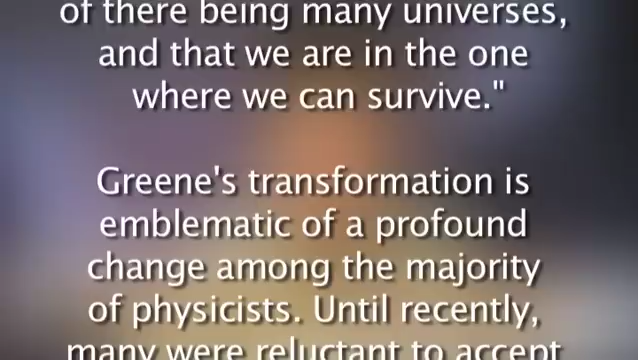 of there being many universes,
and that we are in the one
where we can survive."
Greene's transformation is
emblematic of a profound
change among the majority
of physicists. Until recently,
many were reluctant to accept